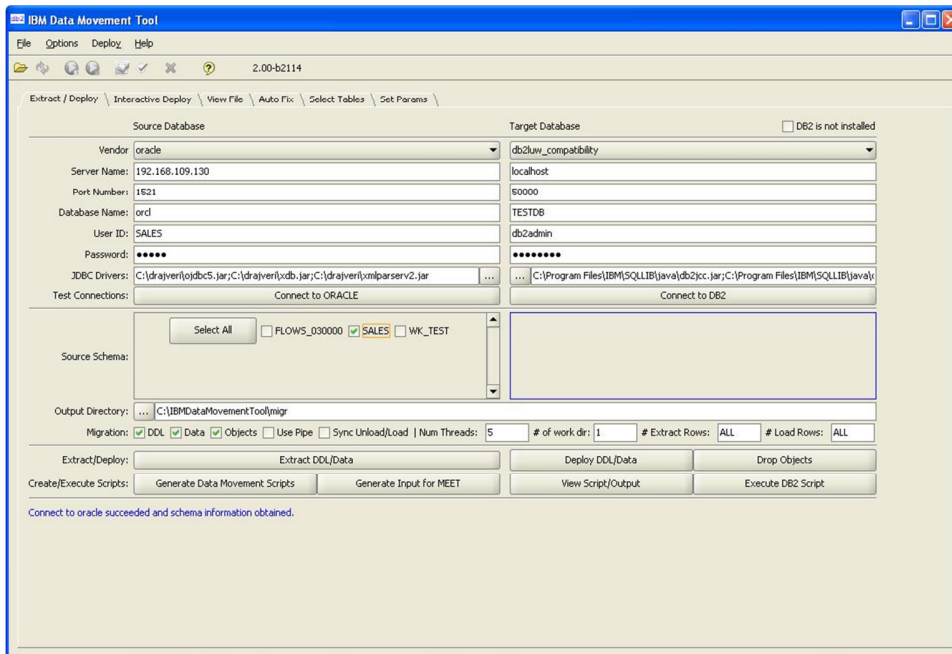 db2 IBM Data Movement Tool
File Options Deploy Help
2.00-b2114
Extract / Deploy Interactive Deploy View File Auto Fix Select Tables Set Params
Source Database Target Database DB2 is not installed
Vendor oracle db2luw_compatibility
Server Name: 192.168.109.130 localhost
Port Number: 1521 50000
Database Name: orcl TESTDB
User ID: SALES db2admin
Password: ●●●●● ●●●●●●●●
JDBC Drivers: C:\drajveri\ojdbc5.jar;C:\drajveri\xdb.jar;C:\drajveri\xmlparserv2.jar ... ... C:\Program Files\IBM\SQLLIB\java\db2jcc.jar;C:\Program Files\IBM\SQLLIB\java\
Test Connections: Connect to ORACLE Connect to DB2
Select All FLOWS_030000 SALES WK_TEST
Source Schema:
Output Directory: ... C:\IBMDataMovementTool\migr
Migration: DDL Data Objects Use Pipe Sync Unload/Load | Num Threads: 5 # of work dir: 1 # Extract Rows: ALL # Load Rows: ALL
Extract/Deploy: Extract DDL/Data Deploy DDL/Data Drop Objects
Create/Execute Scripts: Generate Data Movement Scripts Generate Input for MEET View Script/Output Execute DB2 Script
Connect to oracle succeeded and schema information obtained.